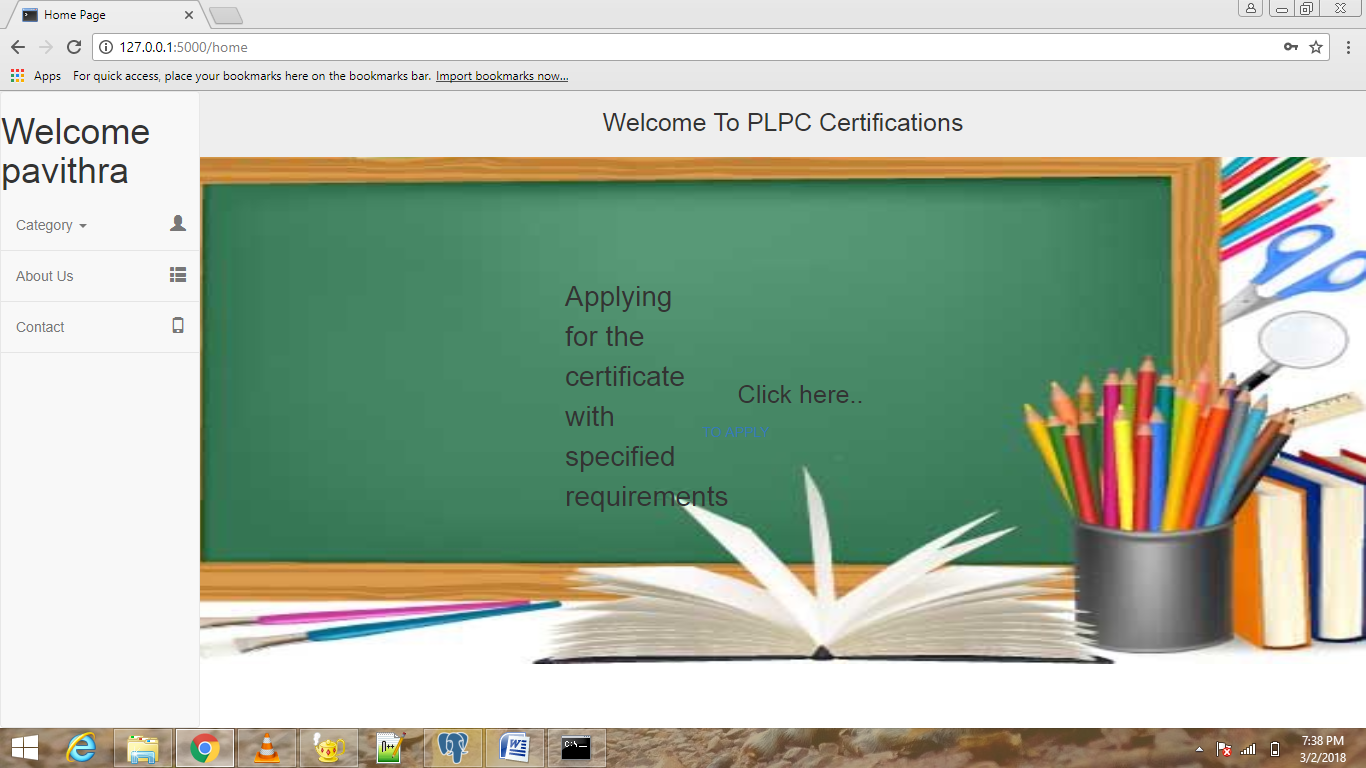 Home Page
127.0.0.1:5000/home
Apps For quick access, place your bookmarks here on the bookmarks bar. Import bookmarks now...
Welcome
pavithra
Category
About Us
Contact
Welcome To PLPC Certifications
Applying
for the
certificate
with
specified
requirements
Click here..
TO APPLY
N++
W
C:\_
7:38 PM
3/2/2018